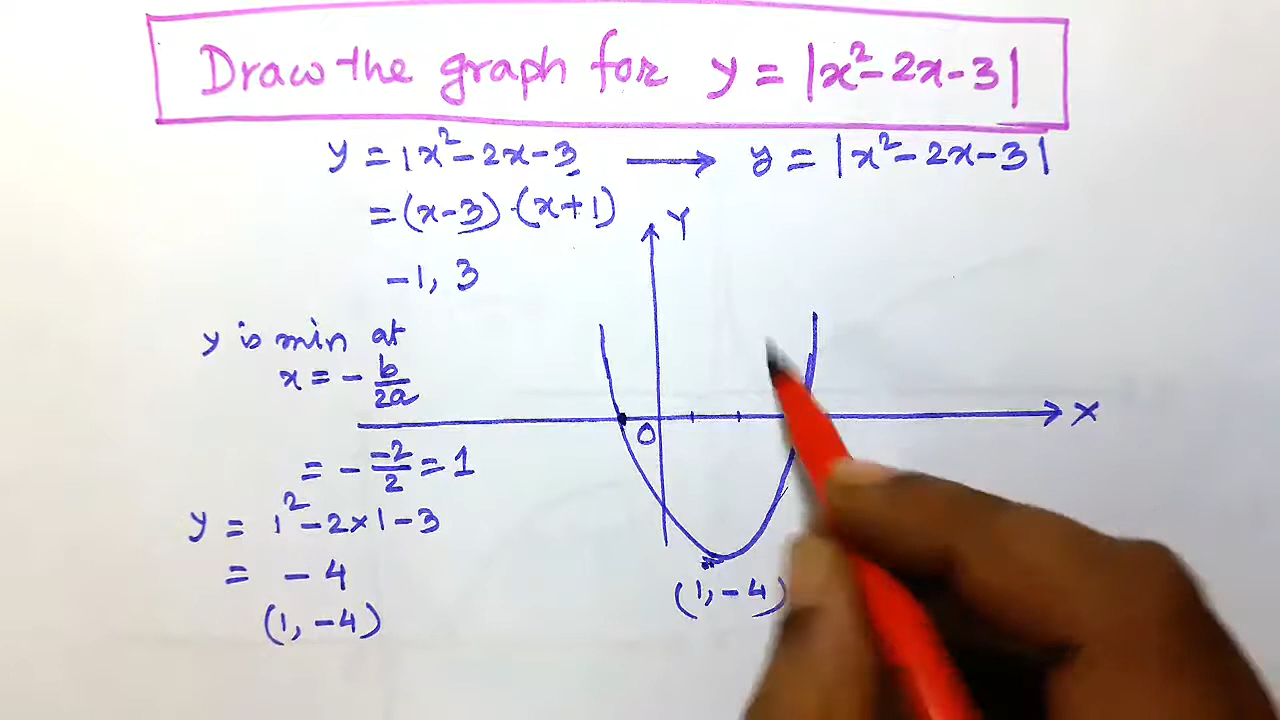 Draw the graph for y = |x²-2x-3|
y = |x²-2x-3 → y = |x²-2x-3|
= (x-3)·(x+1)
-1, 3
Y
y is min at
x = - b/2a
X
O
= - -2/2 = 1
y = 1²-2×1-3
= -4
(1,-4)
(1,-4)